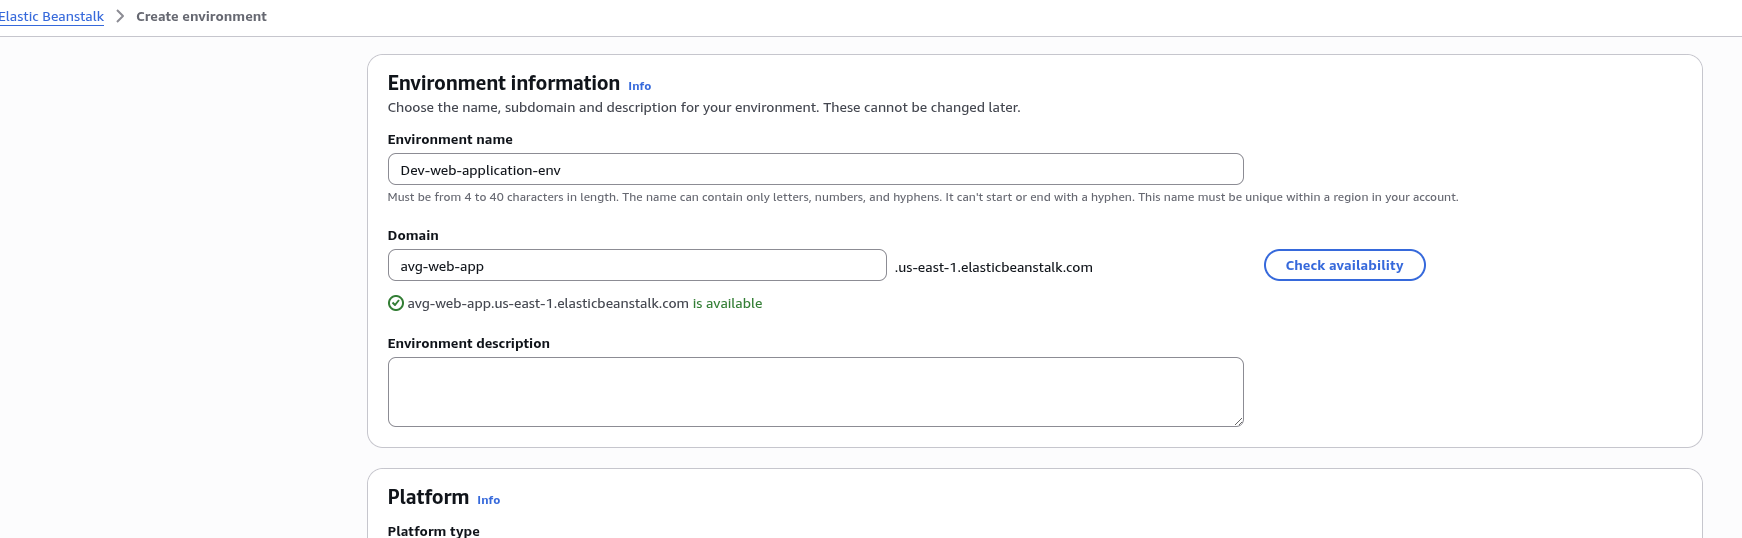 Elastic Beanstalk > Create environment
Environment information Info
Choose the name, subdomain and description for your environment. These cannot be changed later.
Environment name
Dev-web-application-env
Must be from 4 to 40 characters in length. The name can contain only letters, numbers, and hyphens. It can't start or end with a hyphen. This name must be unique within a region in your account.
Domain
avg-web-app .us-east-1.elasticbeanstalk.com Check availability
avg-web-app.us-east-1.elasticbeanstalk.com is available
Environment description
Platform Info
Platform type